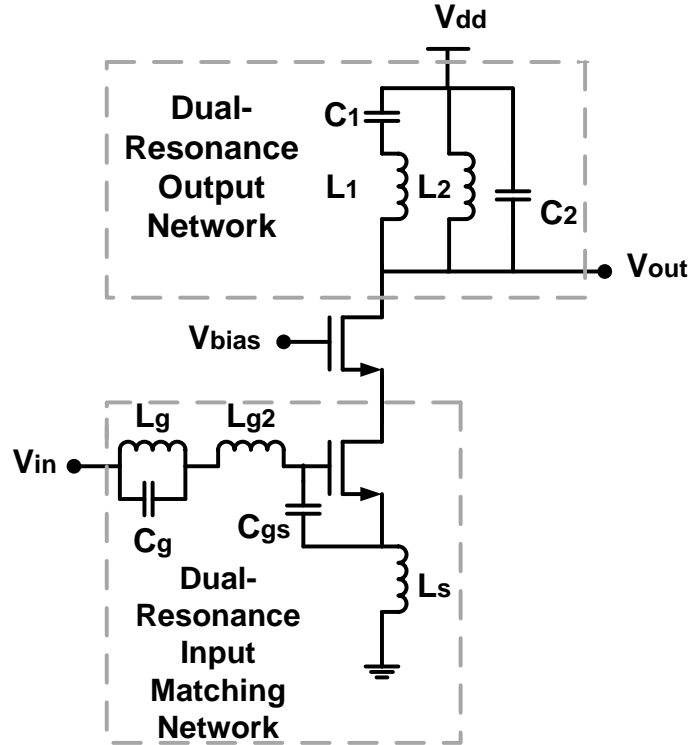 Vdd
Dual-
Resonance
Output
Network
C1
L1
L2
C2
Vout
Vbias
Lg
Lg2
Vin
Cg
Cgs
Ls
Dual-
Resonance
Input
Matching
Network